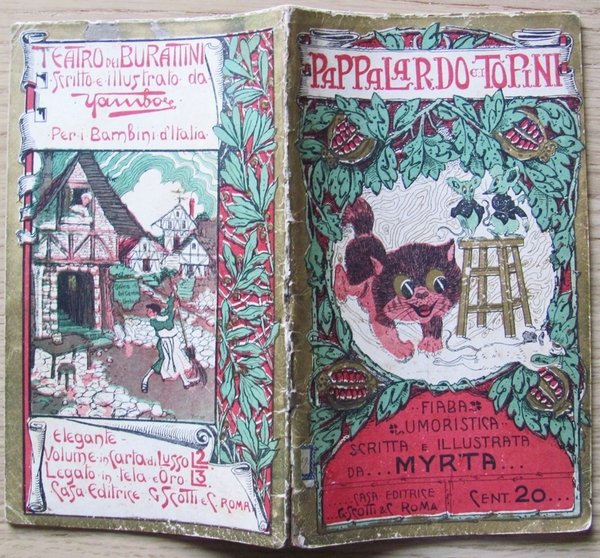 TEATRO DEI BURATTINI
Scritto e illustrato da
Yambo
Per i Bambini d'Italia
Elegante
Volume in Carta di Lusso L 2
Legato in tela e Oro L 3
Casa Editrice G. Scotti e C. ROMA
PAPPALARDO E I TOPINI
FIABA
UMORISTICA
SCRITTA E ILLUSTRATA
DA... MYRTA...
...CASA EDITRICE
G. SCOTTI & C. ROMA
CENT. 20...